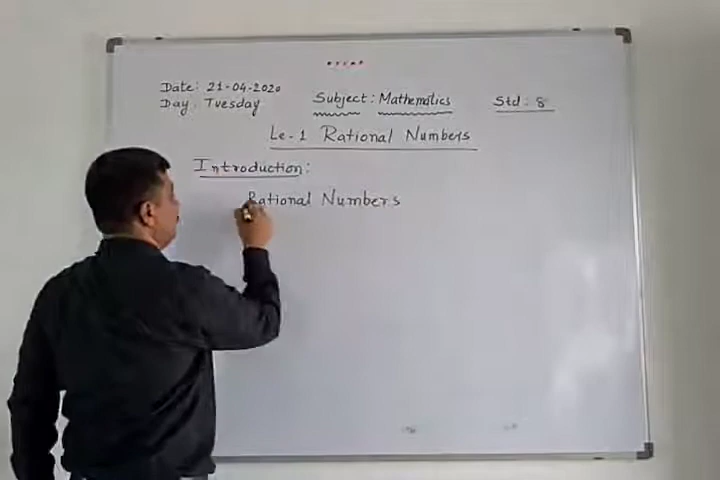 Date: 21-04-2020
Day: Tuesday
Subject: Mathematics
Std: 8
Le-1 Rational Numbers
Introduction:
Rational Numbers